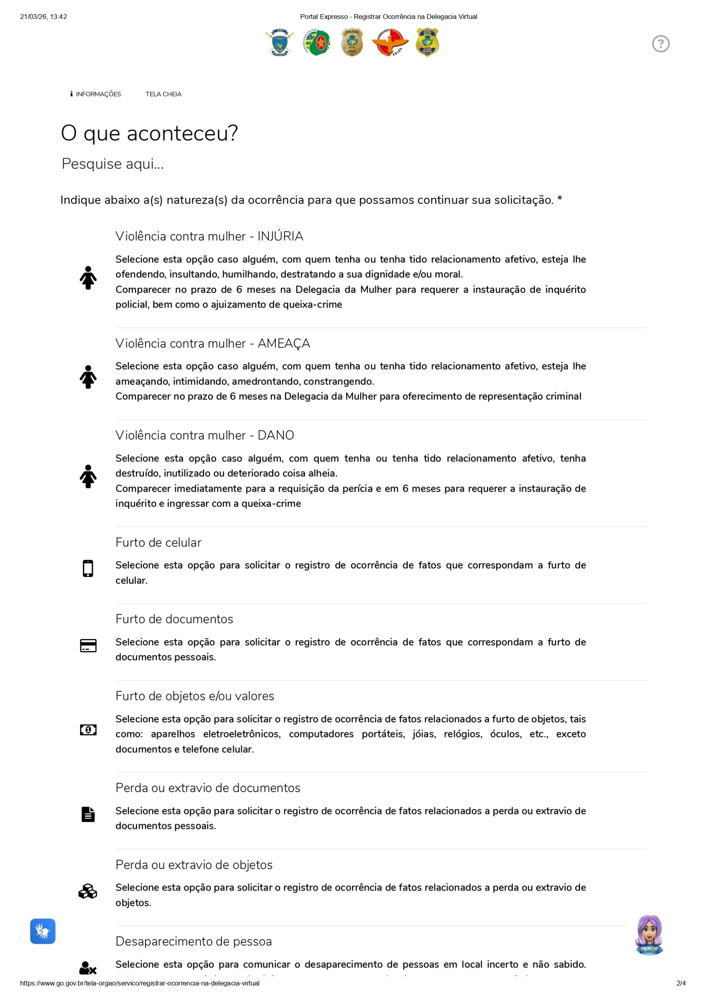 21/03/26, 13:42
Portal Expresso - Registrar Ocorrência na Delegacia Virtual
SSP
POLÍCIA
CIVIL
GO
BOMBEIROS
GOIÁS
POLÍCIA
CIENTÍFICA
INFORMAÇÕES
TELA CHEIA
O que aconteceu?
Pesquise aqui...
Indique abaixo a(s) natureza(s) da ocorrência para que possamos continuar sua solicitação. *
Violência contra mulher - INJÚRIA
Selecione esta opção caso alguém, com quem tenha ou tenha tido relacionamento afetivo, esteja lhe
ofendendo, insultando, humilhando, destratando a sua dignidade e/ou moral.
Comparecer no prazo de 6 meses na Delegacia da Mulher para requerer a instauração de inquérito
policial, bem como o ajuizamento de queixa-crime
Violência contra mulher - AMEAÇA
Selecione esta opção caso alguém, com quem tenha ou tenha tido relacionamento afetivo, esteja lhe
ameaçando, intimidando, amedrontando, constrangendo.
Comparecer no prazo de 6 meses na Delegacia da Mulher para oferecimento de representação criminal
Violência contra mulher - DANO
Selecione esta opção caso alguém, com quem tenha ou tenha tido relacionamento afetivo, tenha
destruído, inutilizado ou deteriorado coisa alheia.
Comparecer imediatamente para a requisição da perícia e em 6 meses para requerer a instauração de
inquérito e ingressar com a queixa-crime
Furto de celular
Selecione esta opção para solicitar o registro de ocorrência de fatos que correspondam a furto de
celular.
Furto de documentos
Selecione esta opção para solicitar o registro de ocorrência de fatos que correspondam a furto de
documentos pessoais.
Furto de objetos e/ou valores
Selecione esta opção para solicitar o registro de ocorrência de fatos relacionados a furto de objetos, tais
como: aparelhos eletroeletrônicos, computadores portáteis, jóias, relógios, óculos, etc., exceto
documentos e telefone celular.
Perda ou extravio de documentos
Selecione esta opção para solicitar o registro de ocorrência de fatos relacionados a perda ou extravio de
documentos pessoais.
Perda ou extravio de objetos
Selecione esta opção para solicitar o registro de ocorrência de fatos relacionados a perda ou extravio de
objetos.
Desaparecimento de pessoa
Selecione esta opção para comunicar o desaparecimento de pessoas em local incerto e não sabido.
expresso
https://www.go.gov.br/tela-orgao/servico/registrar-ocorrencia-na-delegacia-virtual
2/4